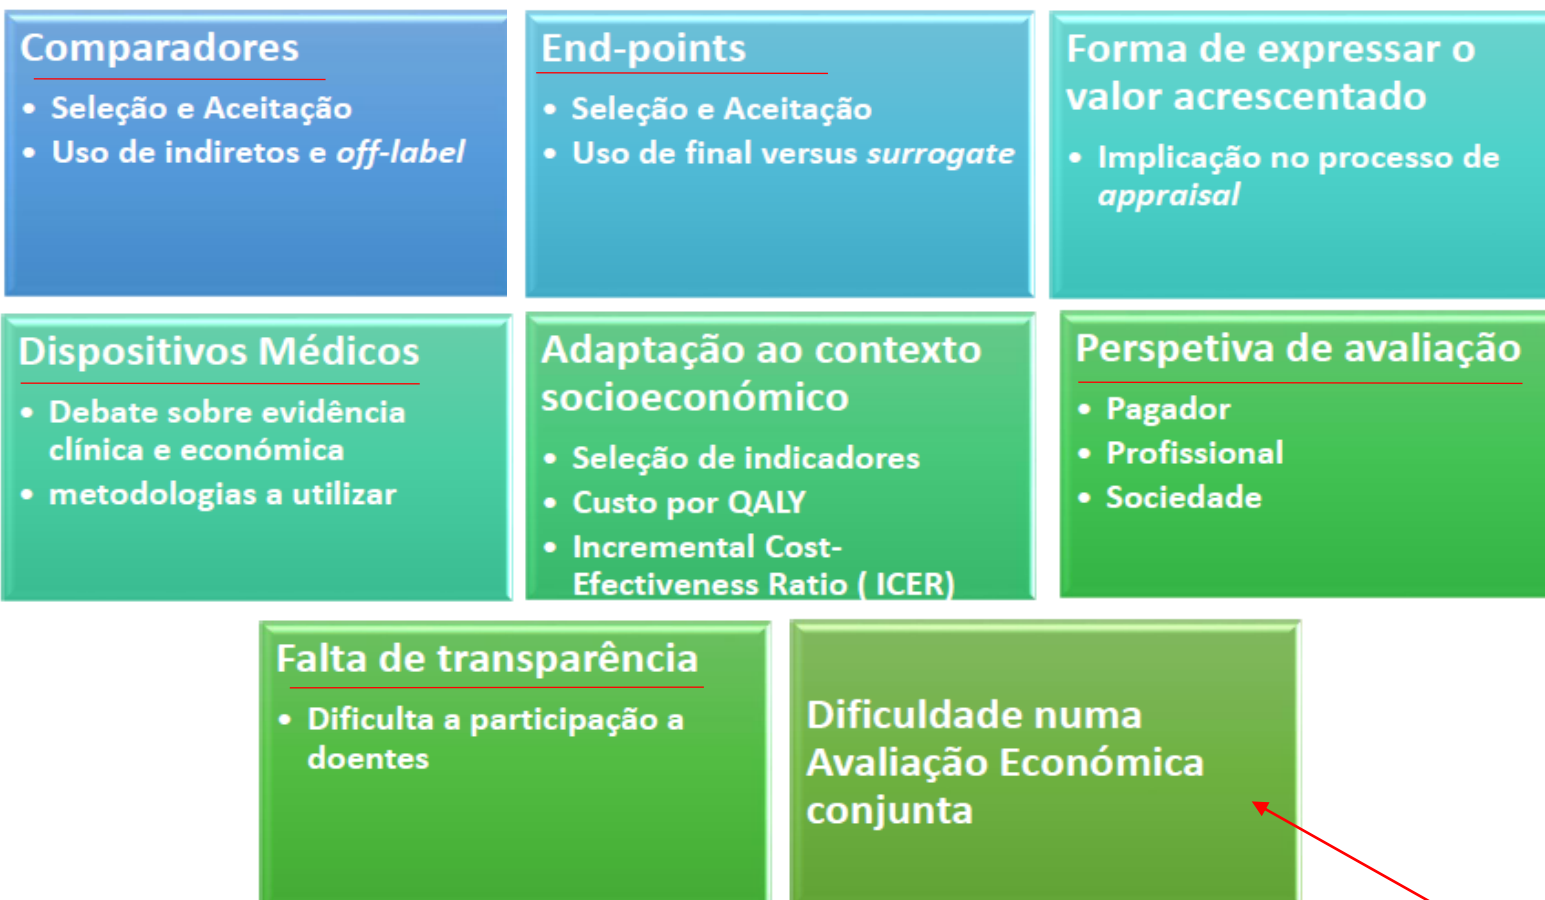 Comparadores
• Seleção e Aceitação
• Uso de indiretos e off-label
End-points
• Seleção e Aceitação
• Uso de final versus surrogate
Forma de expressar o
valor acrescentado
• Implicação no processo de
appraisal
Dispositivos Médicos
• Debate sobre evidência
clínica e económica
• metodologias a utilizar
Adaptação ao contexto
socioeconómico
• Seleção de indicadores
• Custo por QALY
• Incremental Cost-
Efectiveness Ratio ( ICER)
Perspetiva de avaliação
• Pagador
• Profissional
• Sociedade
Falta de transparência
• Dificulta a participação a
doentes
Dificuldade numa
Avaliação Económica
conjunta